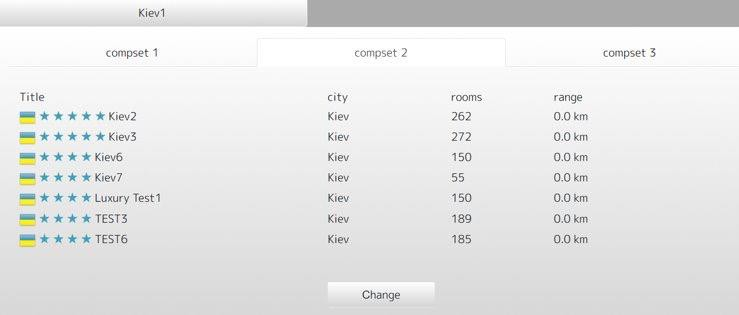 Kiev1
compset 1 compset 2 compset 3
Title city rooms range
Kiev2 Kiev 262 0.0 km
Kiev3 Kiev 272 0.0 km
Kiev6 Kiev 150 0.0 km
Kiev7 Kiev 55 0.0 km
Luxury Test1 Kiev 150 0.0 km
TEST3 Kiev 189 0.0 km
TEST6 Kiev 185 0.0 km
Change